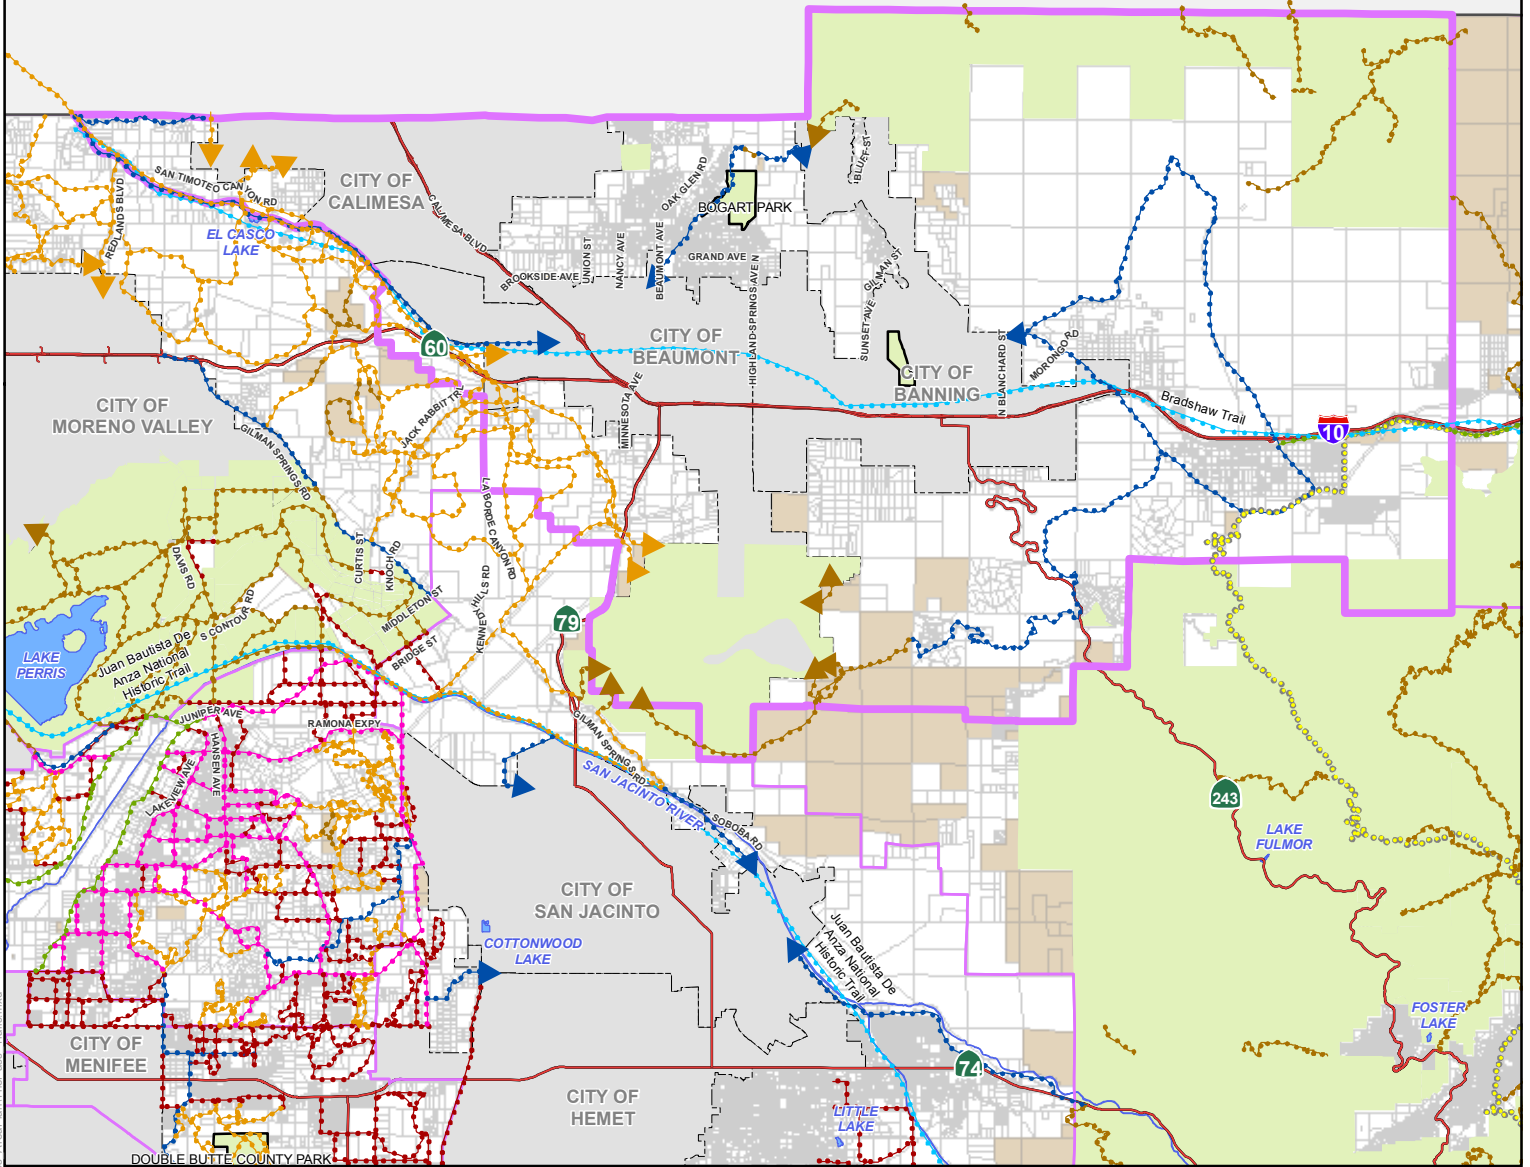 CITY OF
CALIMESA
SAN TIMOTEO CANYON RD
REDLANDS BLVD
EL CASCO
LAKE
CALIMESA BLVD
OAK GLEN RD
BLUFF ST
BOGART PARK
BROOKSIDE AVE
UNION ST
NANCY AVE
BEAUMONT AVE
GRAND AVE
HIGHLAND SPRINGS AVE N
GILMAN ST
SUNSET AVE
60
CITY OF
BEAUMONT
CITY OF
BANNING
N BLANCHARD ST
MORONGO RD
Bradshaw Trail
10
CITY OF
MORENO VALLEY
JACK RABBIT TRL
MINNESOTA AVE
GILMAN SPRINGS RD
LA BORDE CANYON RD
DAVIS RD
CURTIS ST
KNOCH RD
S CONTOUR RD
MIDDLETON ST
KENNEDY HILLS RD
BRIDGE ST
79
LAKE
PERRIS
Juan Bautista De
Anza National
Historic Trail
JUNIPER AVE
RAMONA EXPY
HANSEN AVE
LAKEVIEW AVE
GILMAN SPRINGS RD
SAN JACINTO RIVER
SOBOBA RD
243
LAKE
FULMOR
CITY OF
SAN JACINTO
COTTONWOOD
LAKE
Juan Bautista De
Anza National
Historic Trail
FOSTER
LAKE
CITY OF
MENIFEE
74
CITY OF
HEMET
LITTLE
LAKE
DOUBLE BUTTE COUNTY PARK